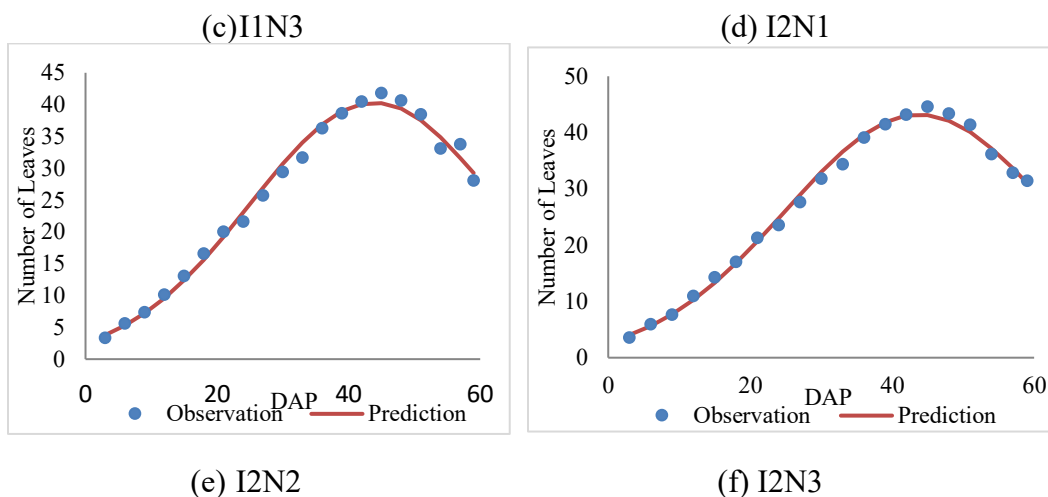 (c)I1N3
(d) I2N1
Number of Leaves
45
40
35
30
25
20
15
10
5
0
0
20
40
60
DAP
Observation
Prediction
Number of Leaves
50
40
30
20
10
0
0
20
40
60
DAP
Observation
Prediction
(e) I2N2
(f) I2N3